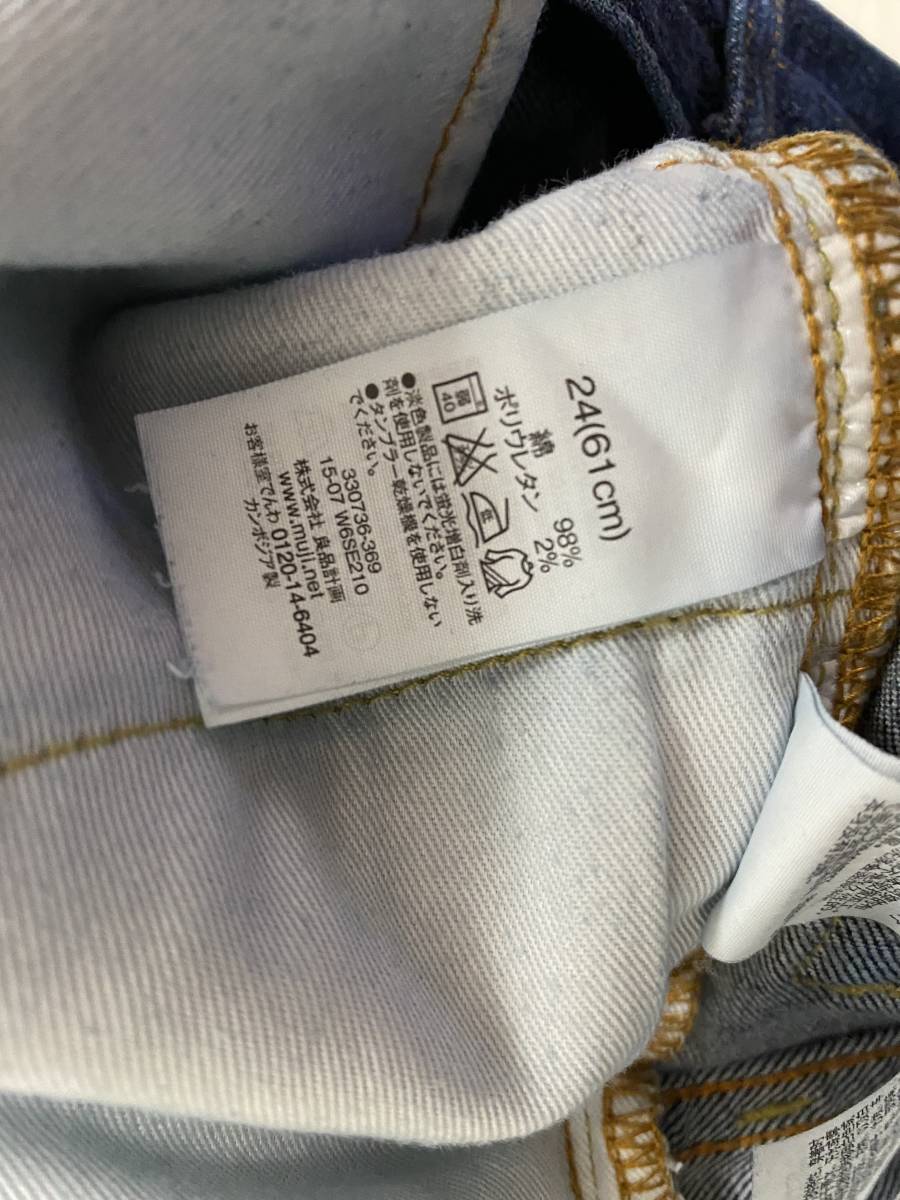 24(61cm)
綿 98%
ポリウレタン 2%
弱
40
低
●淡色製品には蛍光増白剤入り洗
剤を使用しないでください。
●タンブラー乾燥機を使用しない
でください。
330736-369
15-07 W6SE210
株式会社 良品計画
www.muji.net
お客様室でんわ 0120-14-6404
カンボジア製